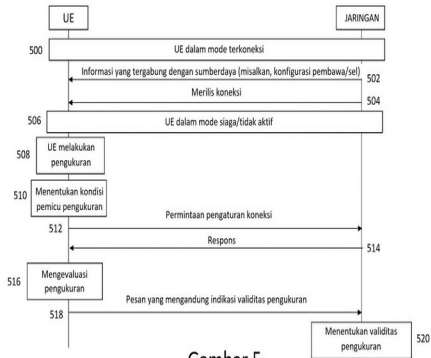 UE
JARINGAN
500
UE dalam mode terkoneksi
Informasi yang tergabung dengan sumberdaya (misalkan, konfigurasi pembawa/sel)
502
Merilis koneksi
504
506
UE dalam mode siaga/tidak aktif
508
UE melakukan
pengukuran
510
Menentukan kondisi
pemicu pengukuran
Permintaan pengaturan koneksi
512
Respons
514
516
Mengevaluasi
pengukuran
Pesan yang mengandung indikasi validitas pengukuran
518
Menentukan validitas
pengukuran
520
Gambar 5